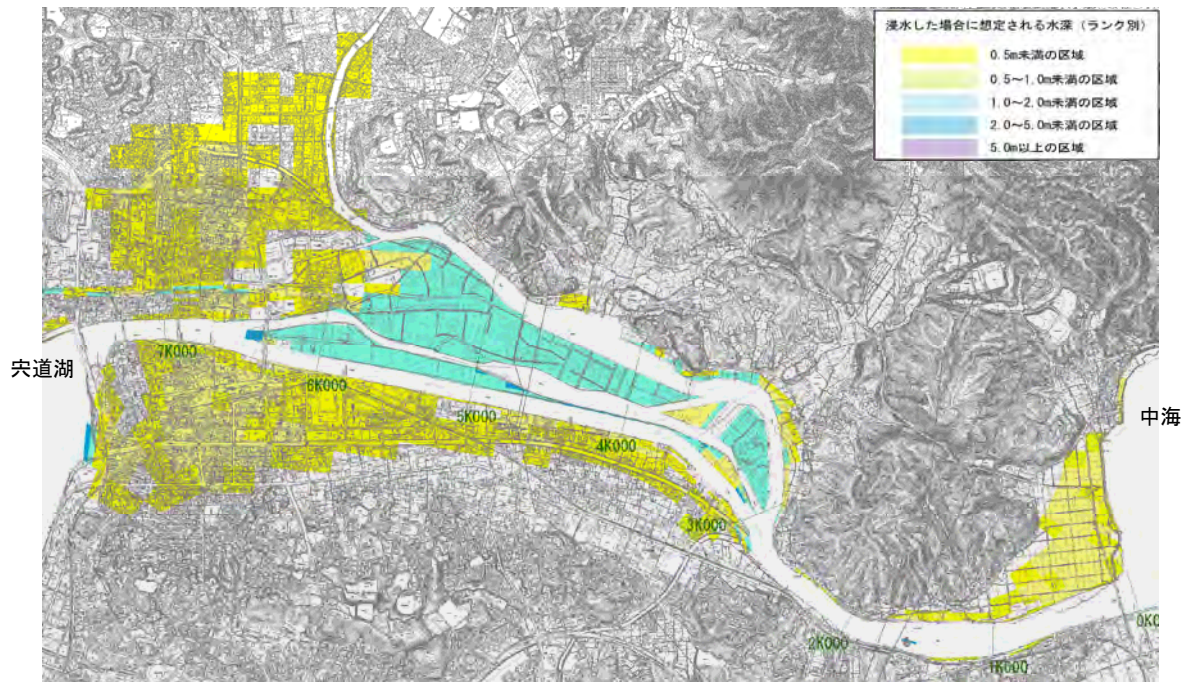 浸水した場合に想定される水深（ランク別）
0.5m未満の区域
0.5～1.0m未満の区域
1.0～2.0m未満の区域
2.0～5.0m未満の区域
5.0m以上の区域
宍道湖
中海
7K000
6K000
5K000
4K000
3K000
2K000
1K000